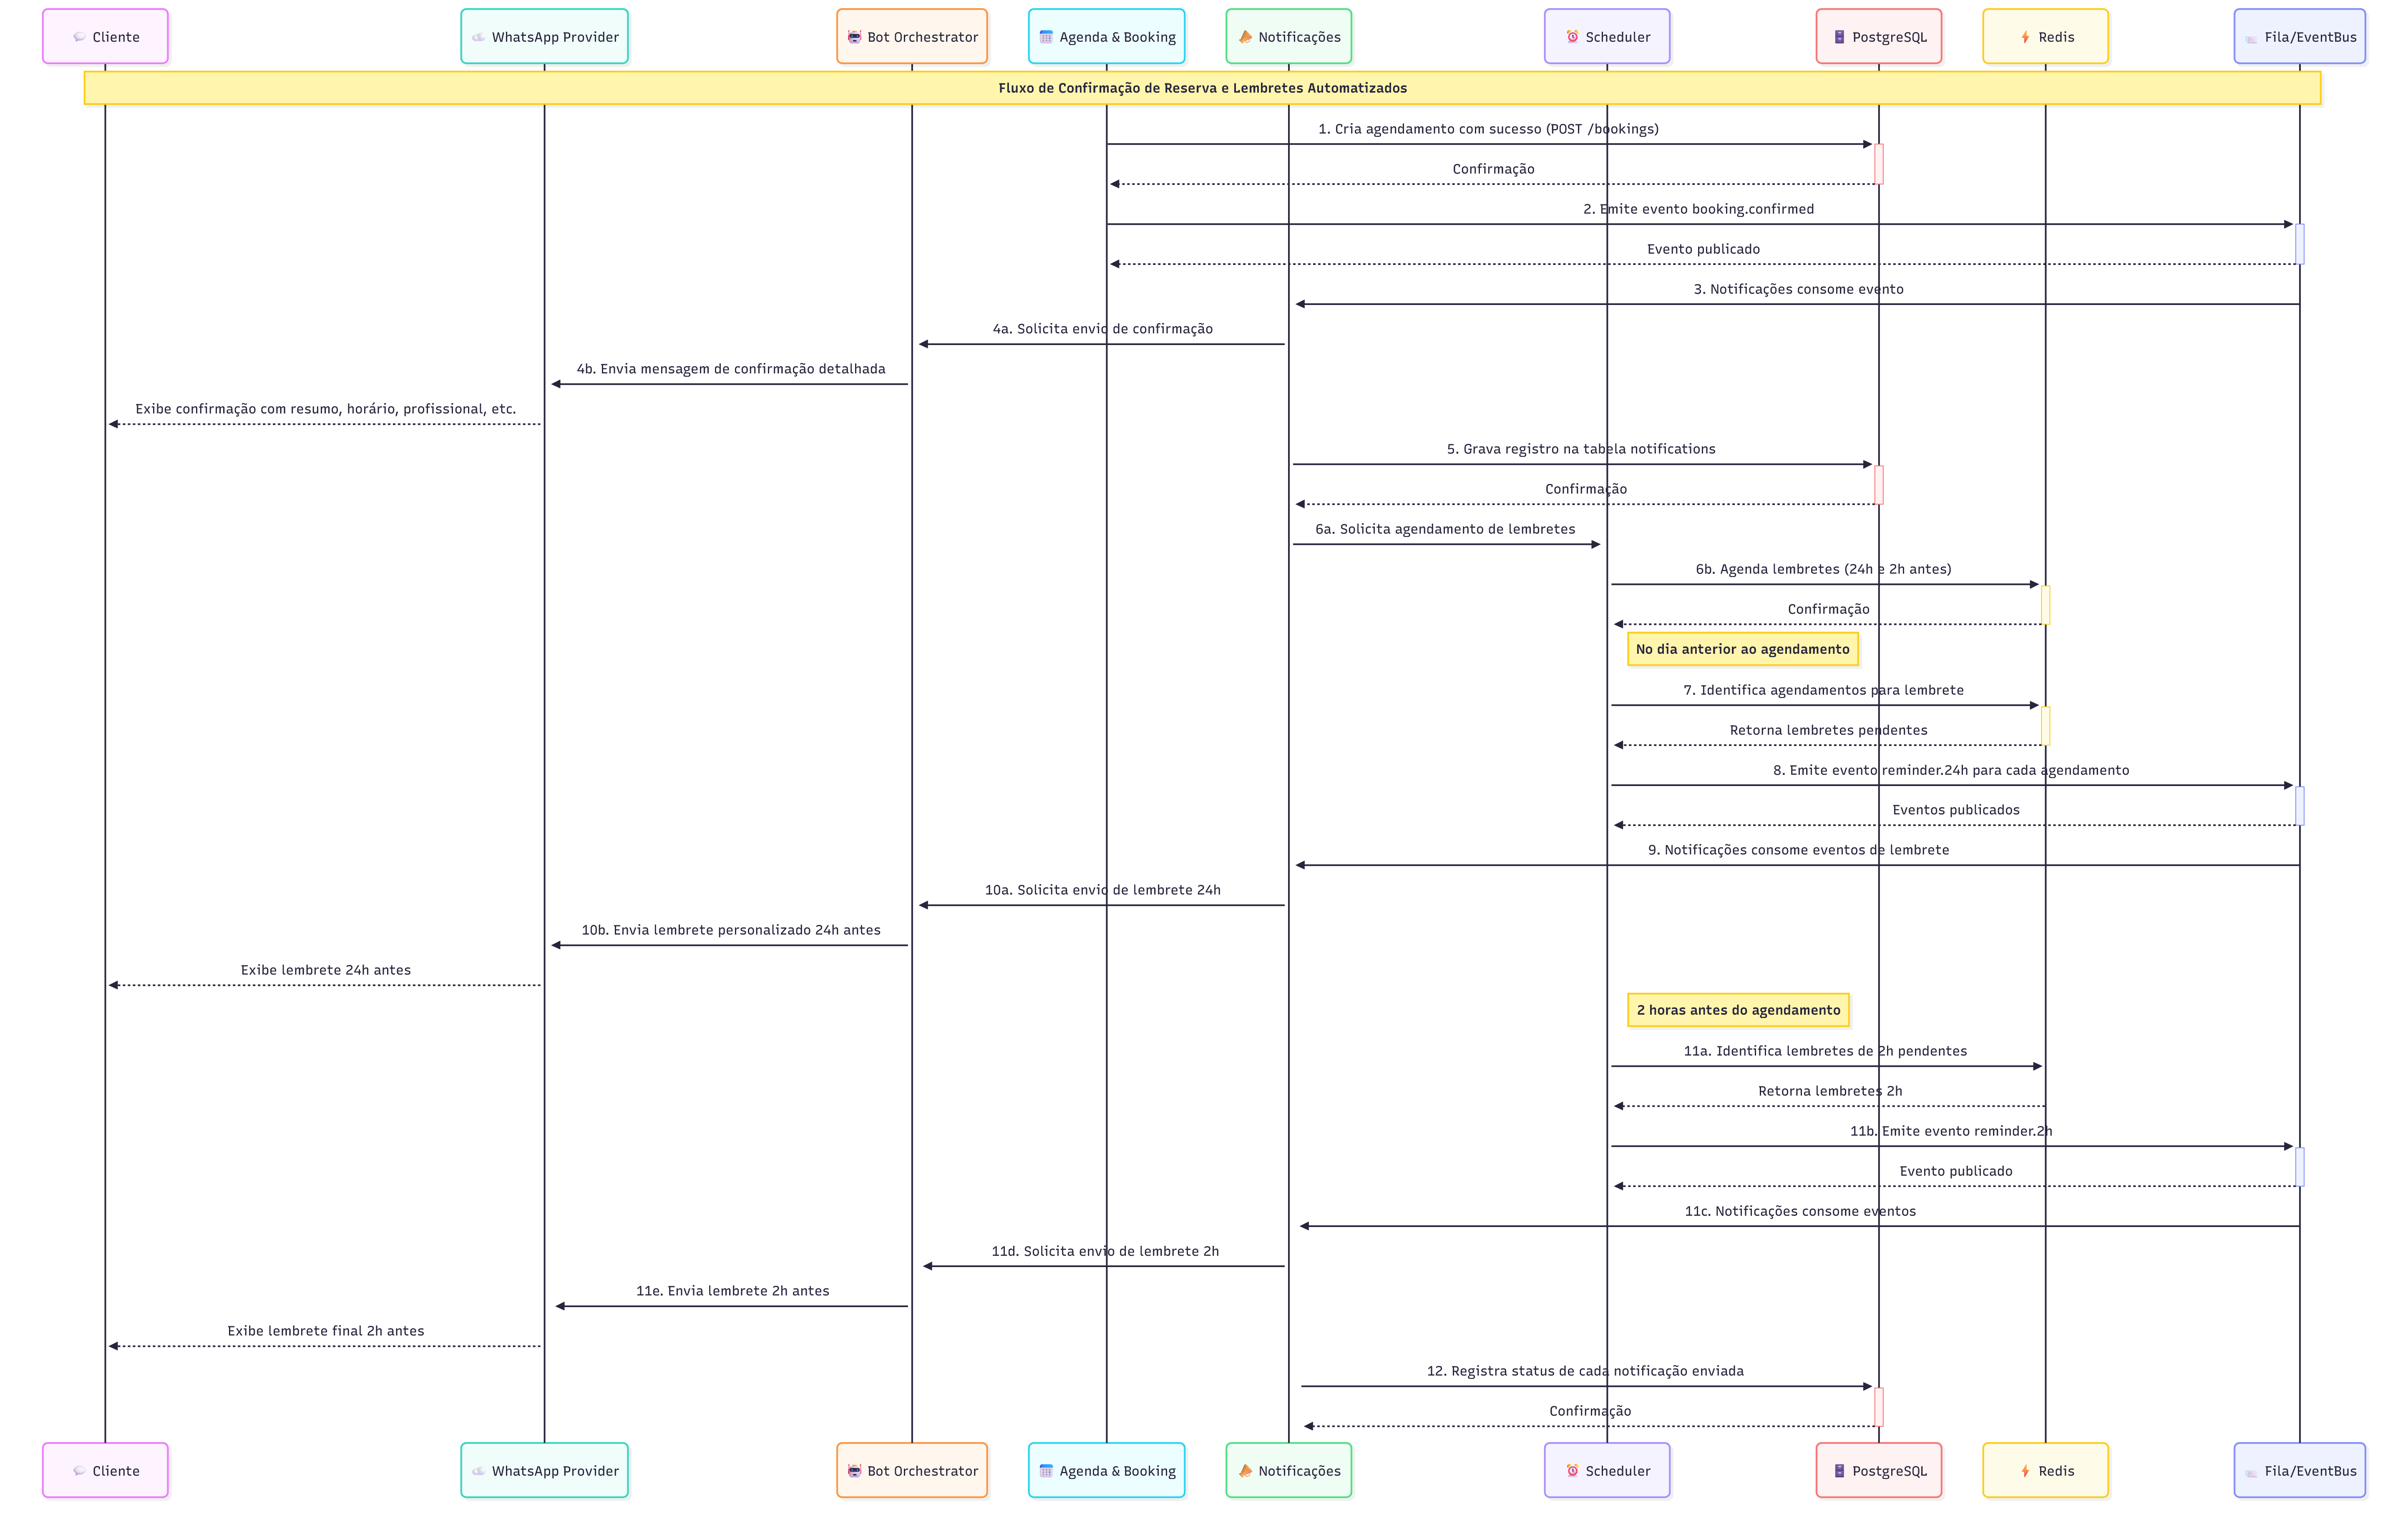 Cliente
WhatsApp Provider
Bot Orchestrator
Agenda & Booking
Notificações
Scheduler
PostgreSQL
Redis
Fila/EventBus
Fluxo de Confirmação de Reserva e Lembretes Automatizados
1. Cria agendamento com sucesso (POST /bookings)
Confirmação
2. Emite evento booking.confirmed
Evento publicado
3. Notificações consome evento
4a. Solicita envio de confirmação
4b. Envia mensagem de confirmação detalhada
Exibe confirmação com resumo, horário, profissional, etc.
5. Grava registro na tabela notifications
Confirmação
6a. Solicita agendamento de lembretes
6b. Agenda lembretes (24h e 2h antes)
Confirmação
No dia anterior ao agendamento
7. Identifica agendamentos para lembrete
Retorna lembretes pendentes
8. Emite evento reminder.24h para cada agendamento
Eventos publicados
9. Notificações consome eventos de lembrete
10a. Solicita envio de lembrete 24h
10b. Envia lembrete personalizado 24h antes
Exibe lembrete 24h antes
2 horas antes do agendamento
11a. Identifica lembretes de 2h pendentes
Retorna lembretes 2h
11b. Emite evento reminder.2h
Evento publicado
11c. Notificações consome eventos
11d. Solicita envio de lembrete 2h
11e. Envia lembrete 2h antes
Exibe lembrete final 2h antes
12. Registra status de cada notificação enviada
Confirmação
Cliente
WhatsApp Provider
Bot Orchestrator
Agenda & Booking
Notificações
Scheduler
PostgreSQL
Redis
Fila/EventBus